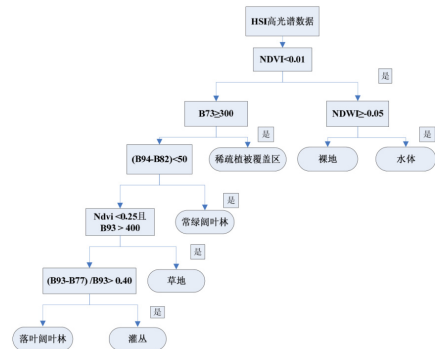 HSI高光谱数据
NDVI<0.01
是
B73≥300
NDWI≥-0.05
是
是
(B94-B82)<50
稀疏植被覆盖区
裸地
水体
是
Ndvi <0.25且
B93 > 400
常绿阔叶林
是
(B93-B77) /B93> 0.40
草地
是
落叶阔叶林
灌丛